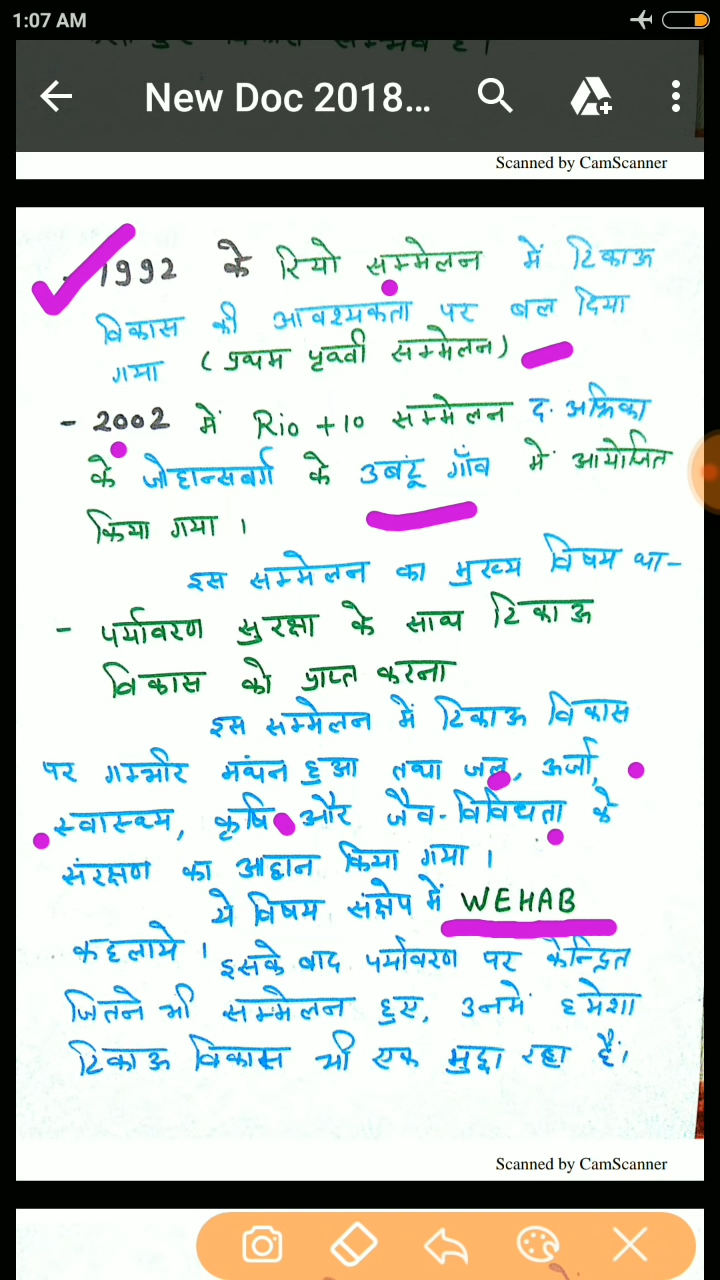 1:07 AM
New Doc 2018...
Scanned by CamScanner
- 1992 के रियो सम्मेलन में टिकाऊ
विकास की आवश्यकता पर बल दिया
गया (प्रथम पृथ्वी सम्मेलन)
- 2002 में Rio +10 सम्मेलन द. अफ्रिका
के जोहान्सबर्ग के उबंटू गाँव में आयोजित
किया गया ।
इस सम्मेलन का मुख्य विषय था-
- पर्यावरण सुरक्षा के साथ टिकाऊ
विकास को प्राप्त करना
इस सम्मेलन में टिकाऊ विकास
पर गम्भीर मंथन हुआ तथा जल, ऊर्जा,
स्वास्थ्य, कृषि और जैव-विविधता के
संरक्षण का आह्वान किया गया ।
ये विषय संक्षेप में WEHAB
कहलाये । इसके बाद पर्यावरण पर केन्द्रित
जितने भी सम्मेलन हुए, उनमें हमेशा
टिकाऊ विकास भी एक मुद्दा रहा है।
Scanned by CamScanner